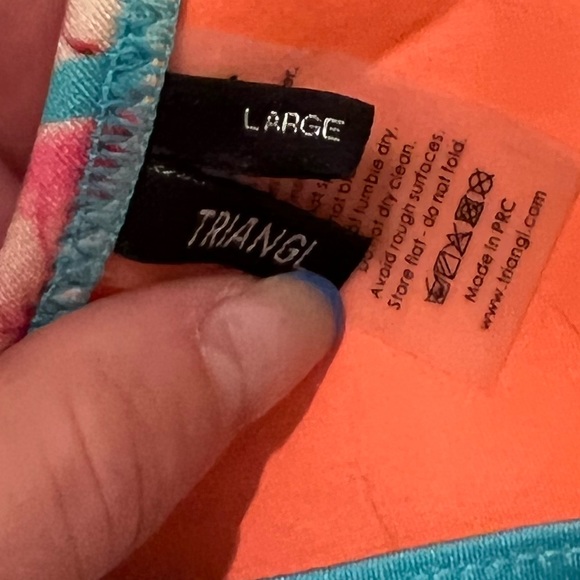 LARGE
TRIANGL
tumble dry.
dry clean.
Avoid rough surfaces.
Store flat - do not fold.
Made in PRC
www.triangl.com